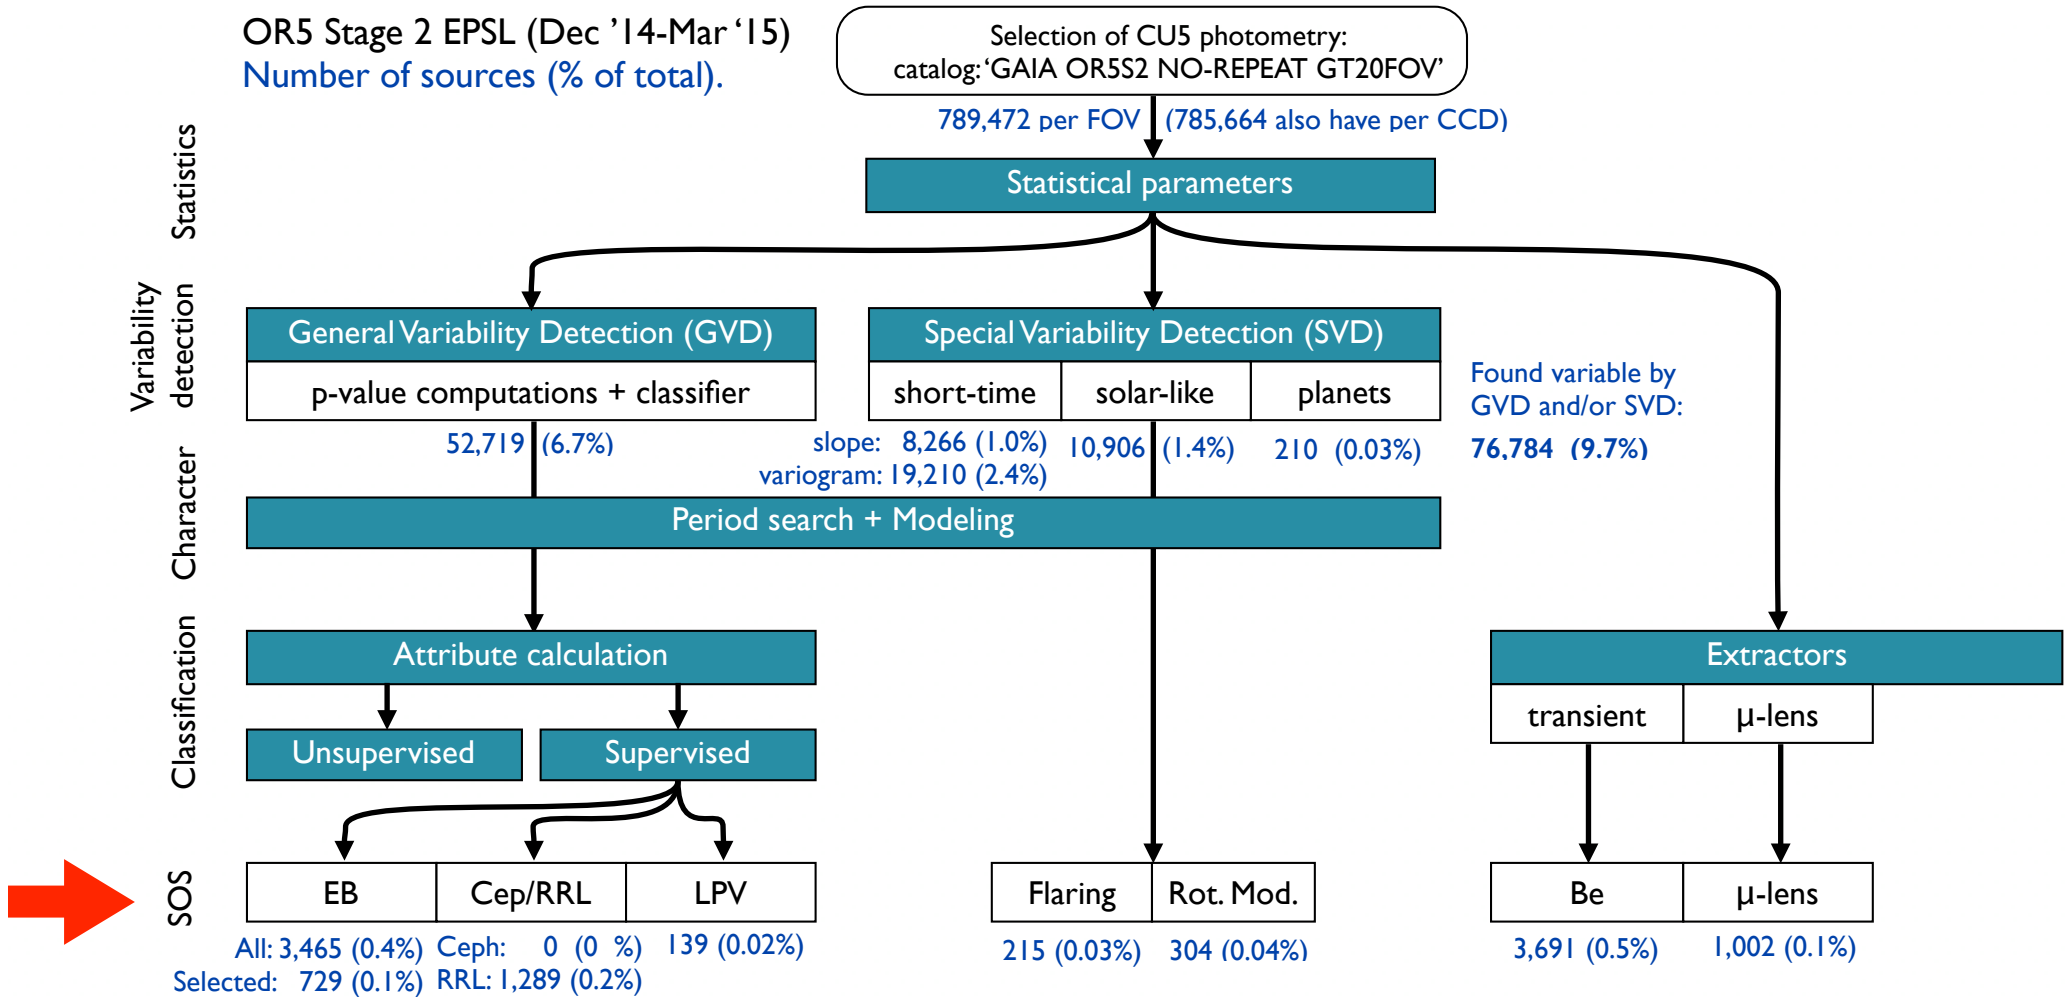 OR5 Stage 2 EPSL (Dec ’14-Mar ‘15)
Number of sources (% of total).
Selection of CU5 photometry:
catalog: ‘GAIA OR5S2 NO-REPEAT GT20FOV’
789,472 per FOV (785,664 also have per CCD)
Statistics
Statistical parameters
Variability
detection
General Variability Detection (GVD)
p-value computations + classifier
52,719 (6.7%)
Special Variability Detection (SVD)
short-time solar-like planets
slope: 8,266 (1.0%) 10,906 (1.4%) 210 (0.03%)
variogram: 19,210 (2.4%)
Found variable by
GVD and/or SVD:
76,784 (9.7%)
Character
Period search + Modeling
Classification
Attribute calculation
Unsupervised Supervised
Extractors
transient μ-lens
SOS
EB Cep/RRL LPV
All: 3,465 (0.4%) Ceph: 0 (0 %) 139 (0.02%)
Selected: 729 (0.1%) RRL: 1,289 (0.2%)
Flaring Rot. Mod.
215 (0.03%) 304 (0.04%)
Be μ-lens
3,691 (0.5%) 1,002 (0.1%)